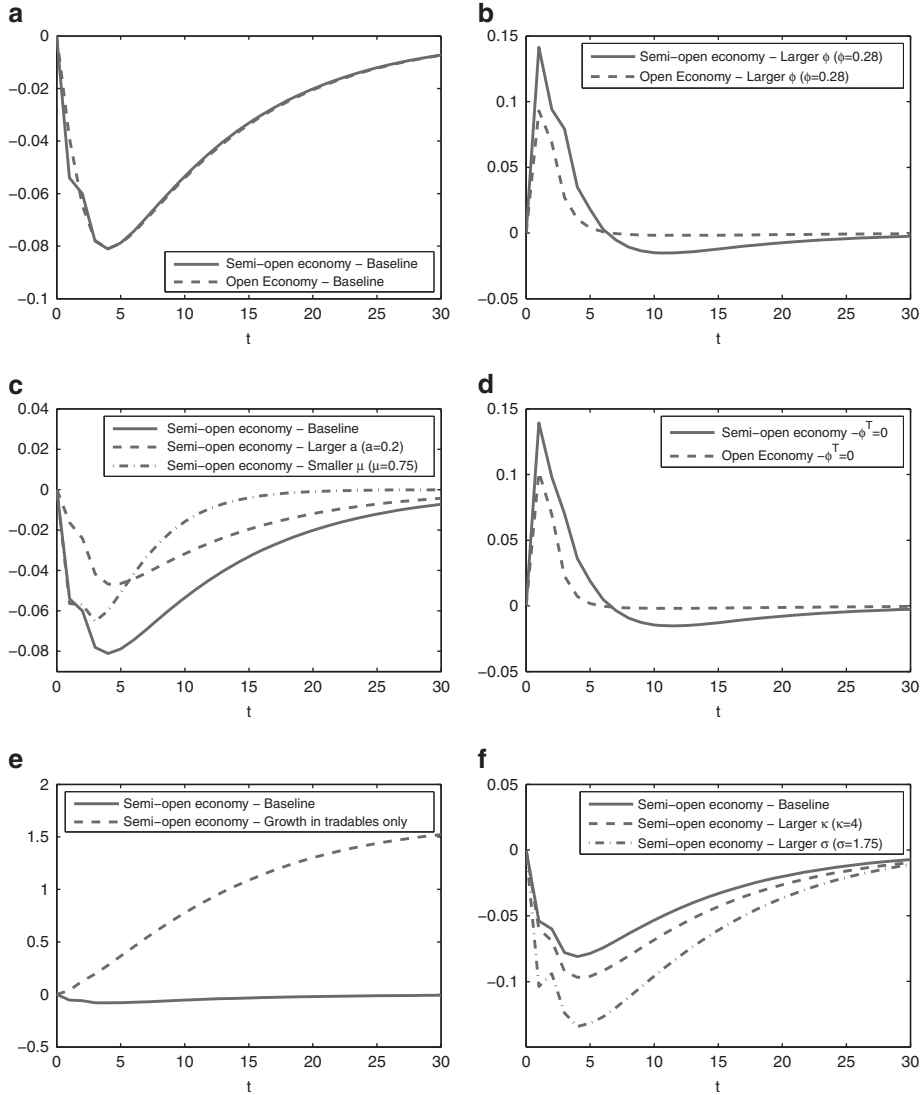 a
0
−0.02
−0.04
−0.06
−0.08
−0.1
0 5 10 15 20 25 30
t
Semi-open economy − Baseline
Open Economy − Baseline
b
0.15
0.1
0.05
0
−0.05
0 5 10 15 20 25 30
t
Semi-open economy − Larger ϕ (ϕ=0.28)
Open Economy − Larger ϕ (ϕ=0.28)
c
0.04
0.02
0
−0.02
−0.04
−0.06
−0.08
0 5 10 15 20 25 30
t
Semi-open economy − Baseline
Semi-open economy − Larger a (a=0.2)
Semi-open economy − Smaller μ (μ=0.75)
d
0.15
0.1
0.05
0
−0.05
0 5 10 15 20 25 30
t
Semi-open economy −ϕᵀ=0
Open Economy −ϕᵀ=0
e
2
1.5
1
0.5
0
−0.5
0 5 10 15 20 25 30
t
Semi-open economy − Baseline
Semi-open economy − Growth in tradables only
f
0.05
0
−0.05
−0.1
0 5 10 15 20 25 30
t
Semi-open economy − Baseline
Semi-open economy − Larger κ (κ=4)
Semi-open economy − Larger σ (σ=1.75)